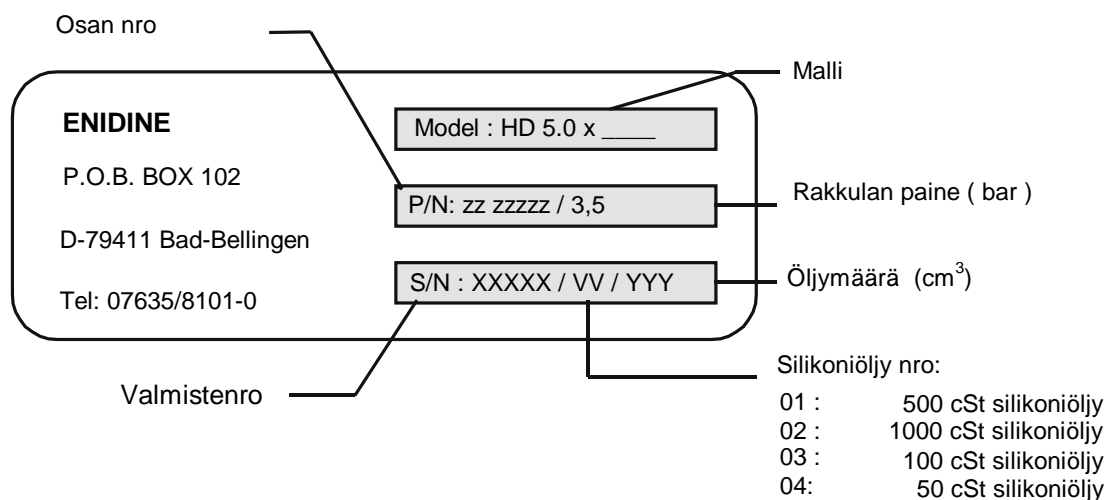 Osan nro
Malli
ENIDINE
Model : HD 5.0 x ____
P.O.B. BOX 102
P/N: zz zzzzz / 3,5
Rakkulan paine ( bar )
D-79411 Bad-Bellingen
S/N : XXXXX / VV / YYY
Öljymäärä (cm³)
Tel: 07635/8101-0
Valmistenro
Silikoniöljy nro:
01 : 500 cSt silikoniöljy
02 : 1000 cSt silikoniöljy
03 : 100 cSt silikoniöljy
04: 50 cSt silikoniöljy